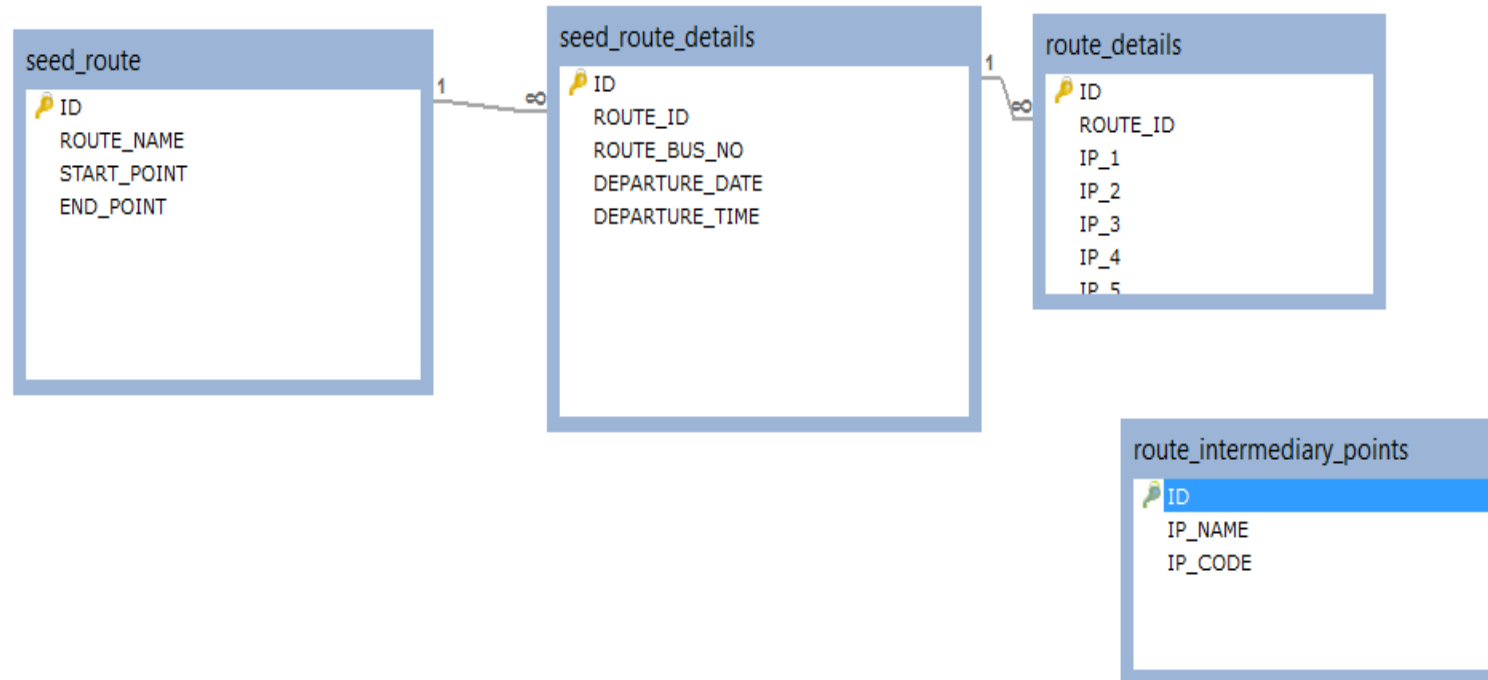 seed_route
ID
ROUTE_NAME
START_POINT
END_POINT
1
∞
seed_route_details
ID
ROUTE_ID
ROUTE_BUS_NO
DEPARTURE_DATE
DEPARTURE_TIME
1
∞
route_details
ID
ROUTE_ID
IP_1
IP_2
IP_3
IP_4
IP_5
route_intermediary_points
ID
IP_NAME
IP_CODE